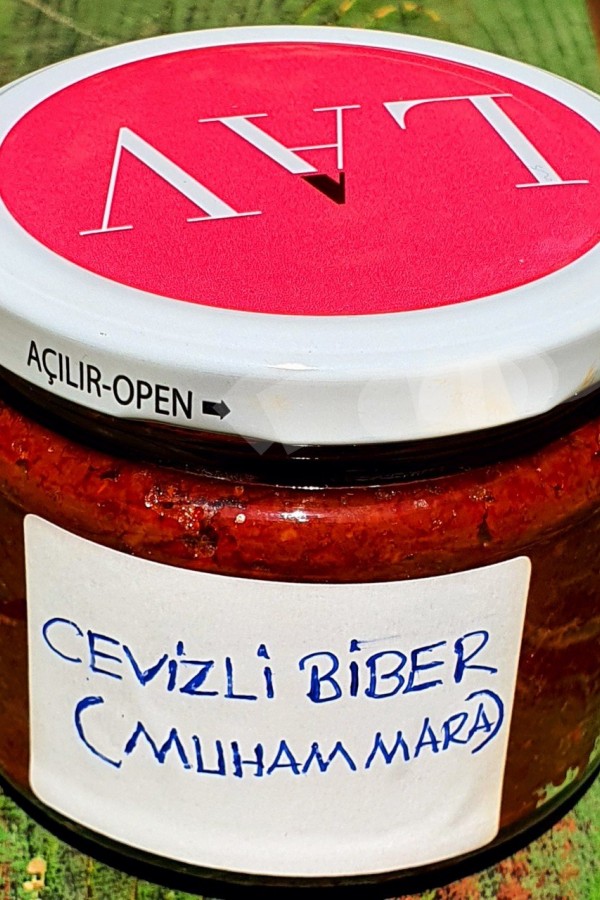 LAV
AÇILIR-OPEN
CEVİZLİ BİBER
(MUHAMMARA)